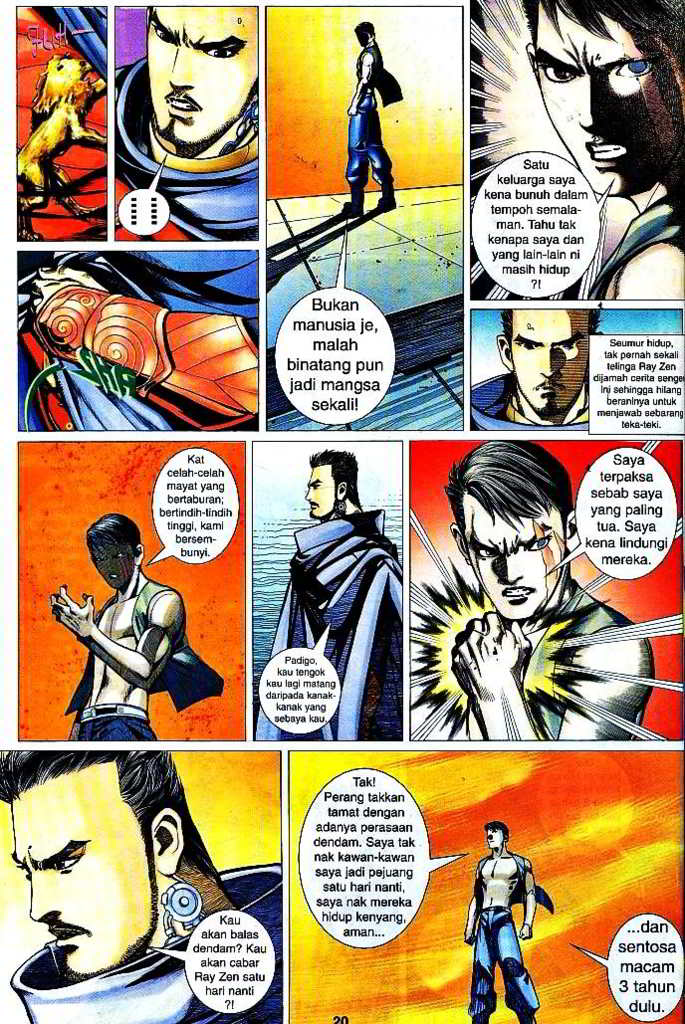 FLIH-
Bukan
manusia je,
malah
binatang pun
jadi mangsa
sekali!
Satu
keluarga saya
kena bunuh dalam
tempoh semala-
man. Tahu tak
kenapa saya dan
yang lain-lain ni
masih hidup
?!
Seumur hidup,
tak pernah sekali
telinga Ray Zen
dijamah cerita senger
Ini sehingga hilang
beraninya untuk
menjawab sebarang
teka-teki.
Kat
celah-celah
mayat yang
bertaburan;
bertindih-tindih
tinggi, kami
bersem-
bunyi.
Padigo,
kau tengok
kau lagi matang
daripada kanak-
kanak yang
sebaya kau.
Saya
terpaksa
sebab saya
yang paling
tua. Saya
kena lindungi
mereka.
Kau
akan balas
dendam? Kau
akan cabar
Ray Zen satu
hari nanti
?!
Tak!
Perang takkan
tamat dengan
adanya perasaan
dendam. Saya tak
nak kawan-kawan
saya jadi pejuang
satu hari nanti,
saya nak mereka
hidup kenyang,
aman...
...dan
sentosa
macam
3 tahun
dulu.
20